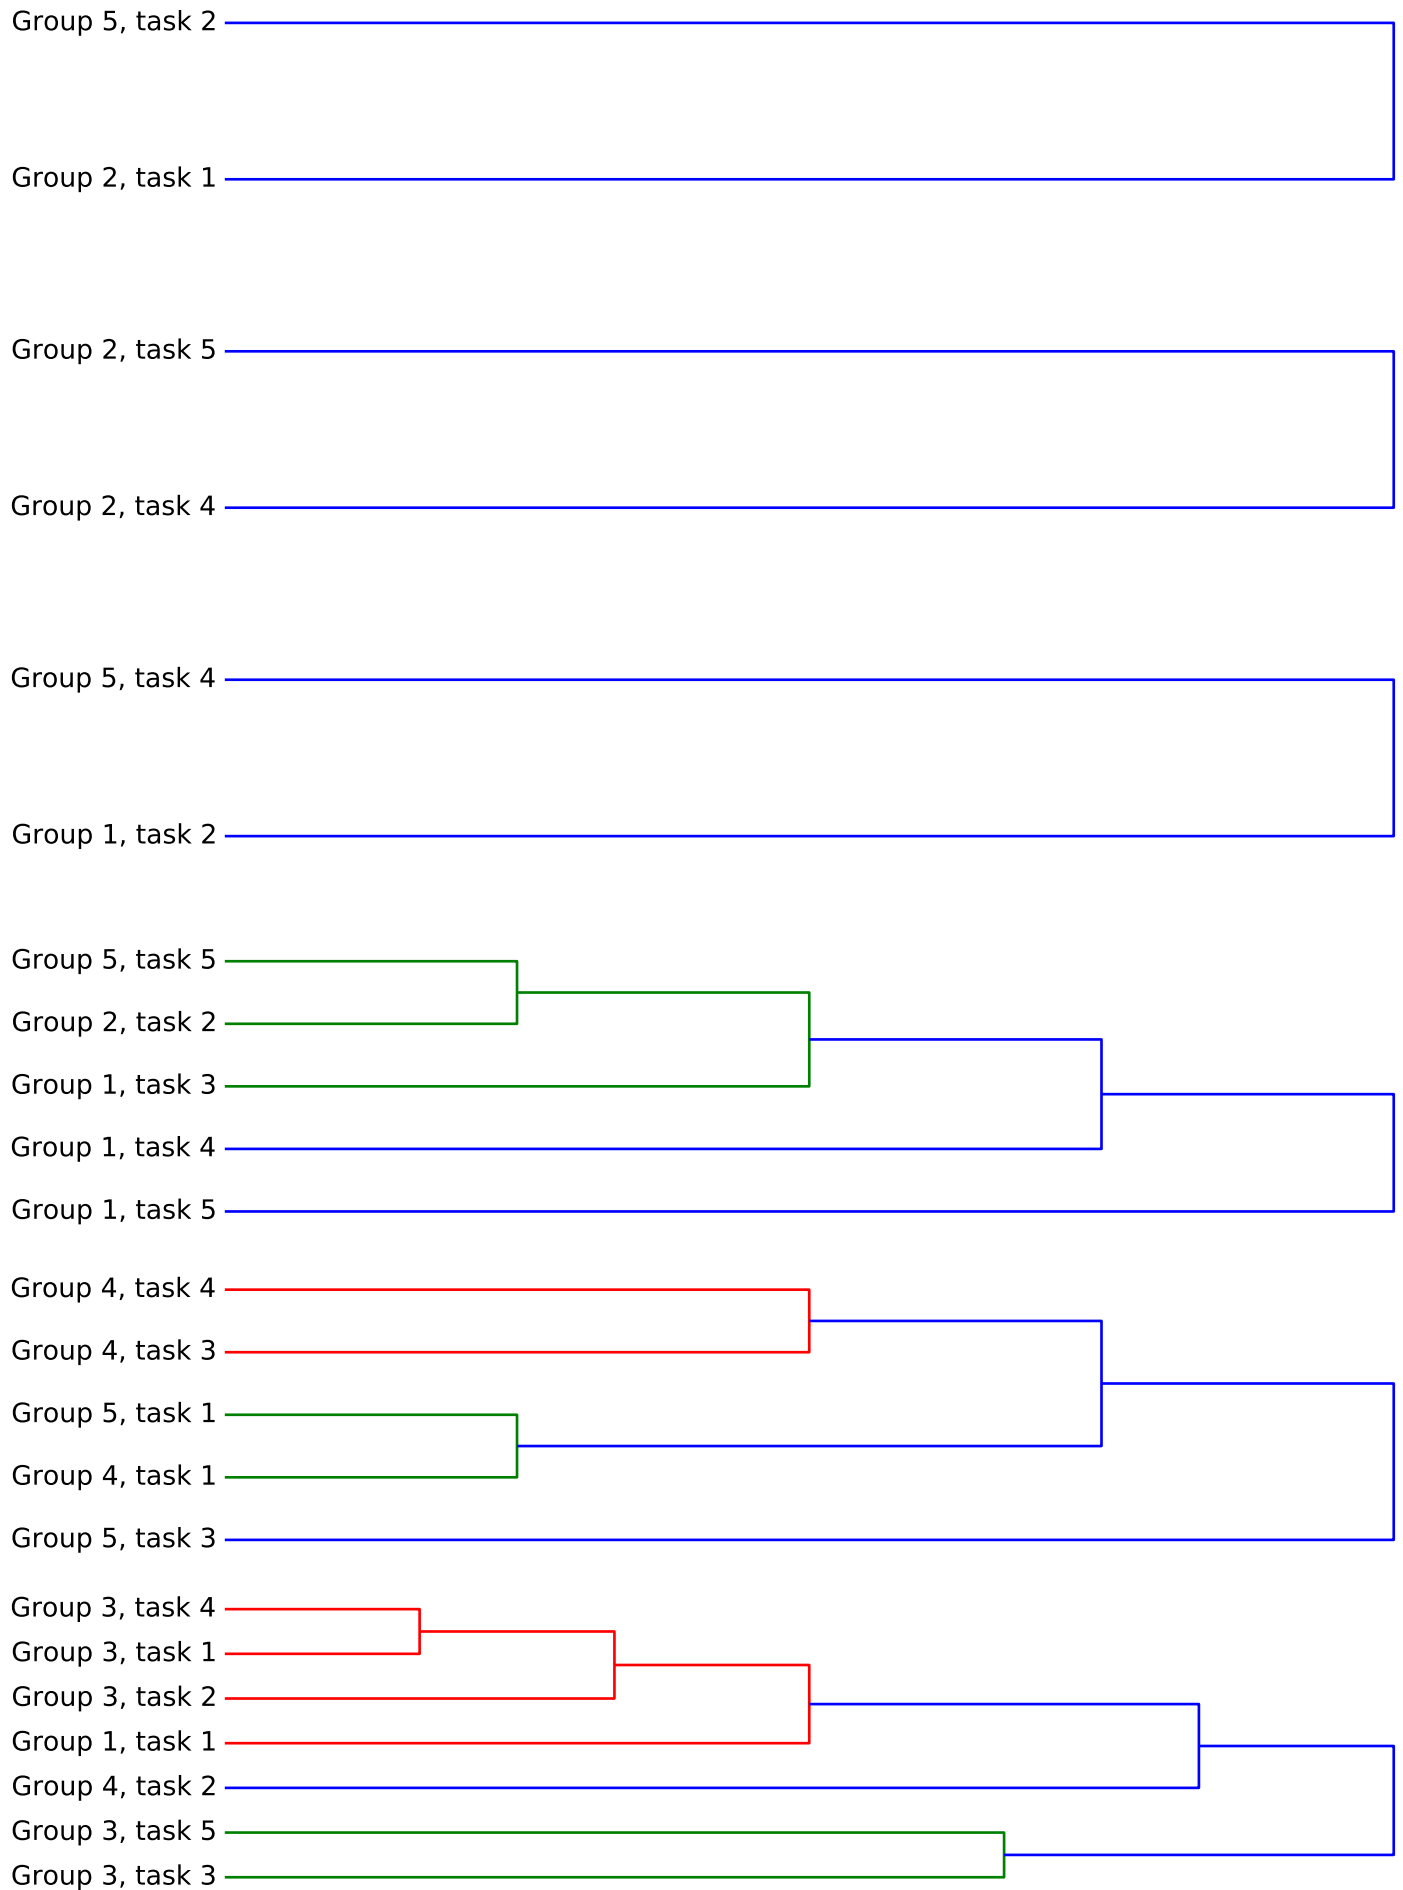 Group 5, task 2
Group 2, task 1
Group 2, task 5
Group 2, task 4
Group 5, task 4
Group 1, task 2
Group 5, task 5
Group 2, task 2
Group 1, task 3
Group 1, task 4
Group 1, task 5
Group 4, task 4
Group 4, task 3
Group 5, task 1
Group 4, task 1
Group 5, task 3
Group 3, task 4
Group 3, task 1
Group 3, task 2
Group 1, task 1
Group 4, task 2
Group 3, task 5
Group 3, task 3